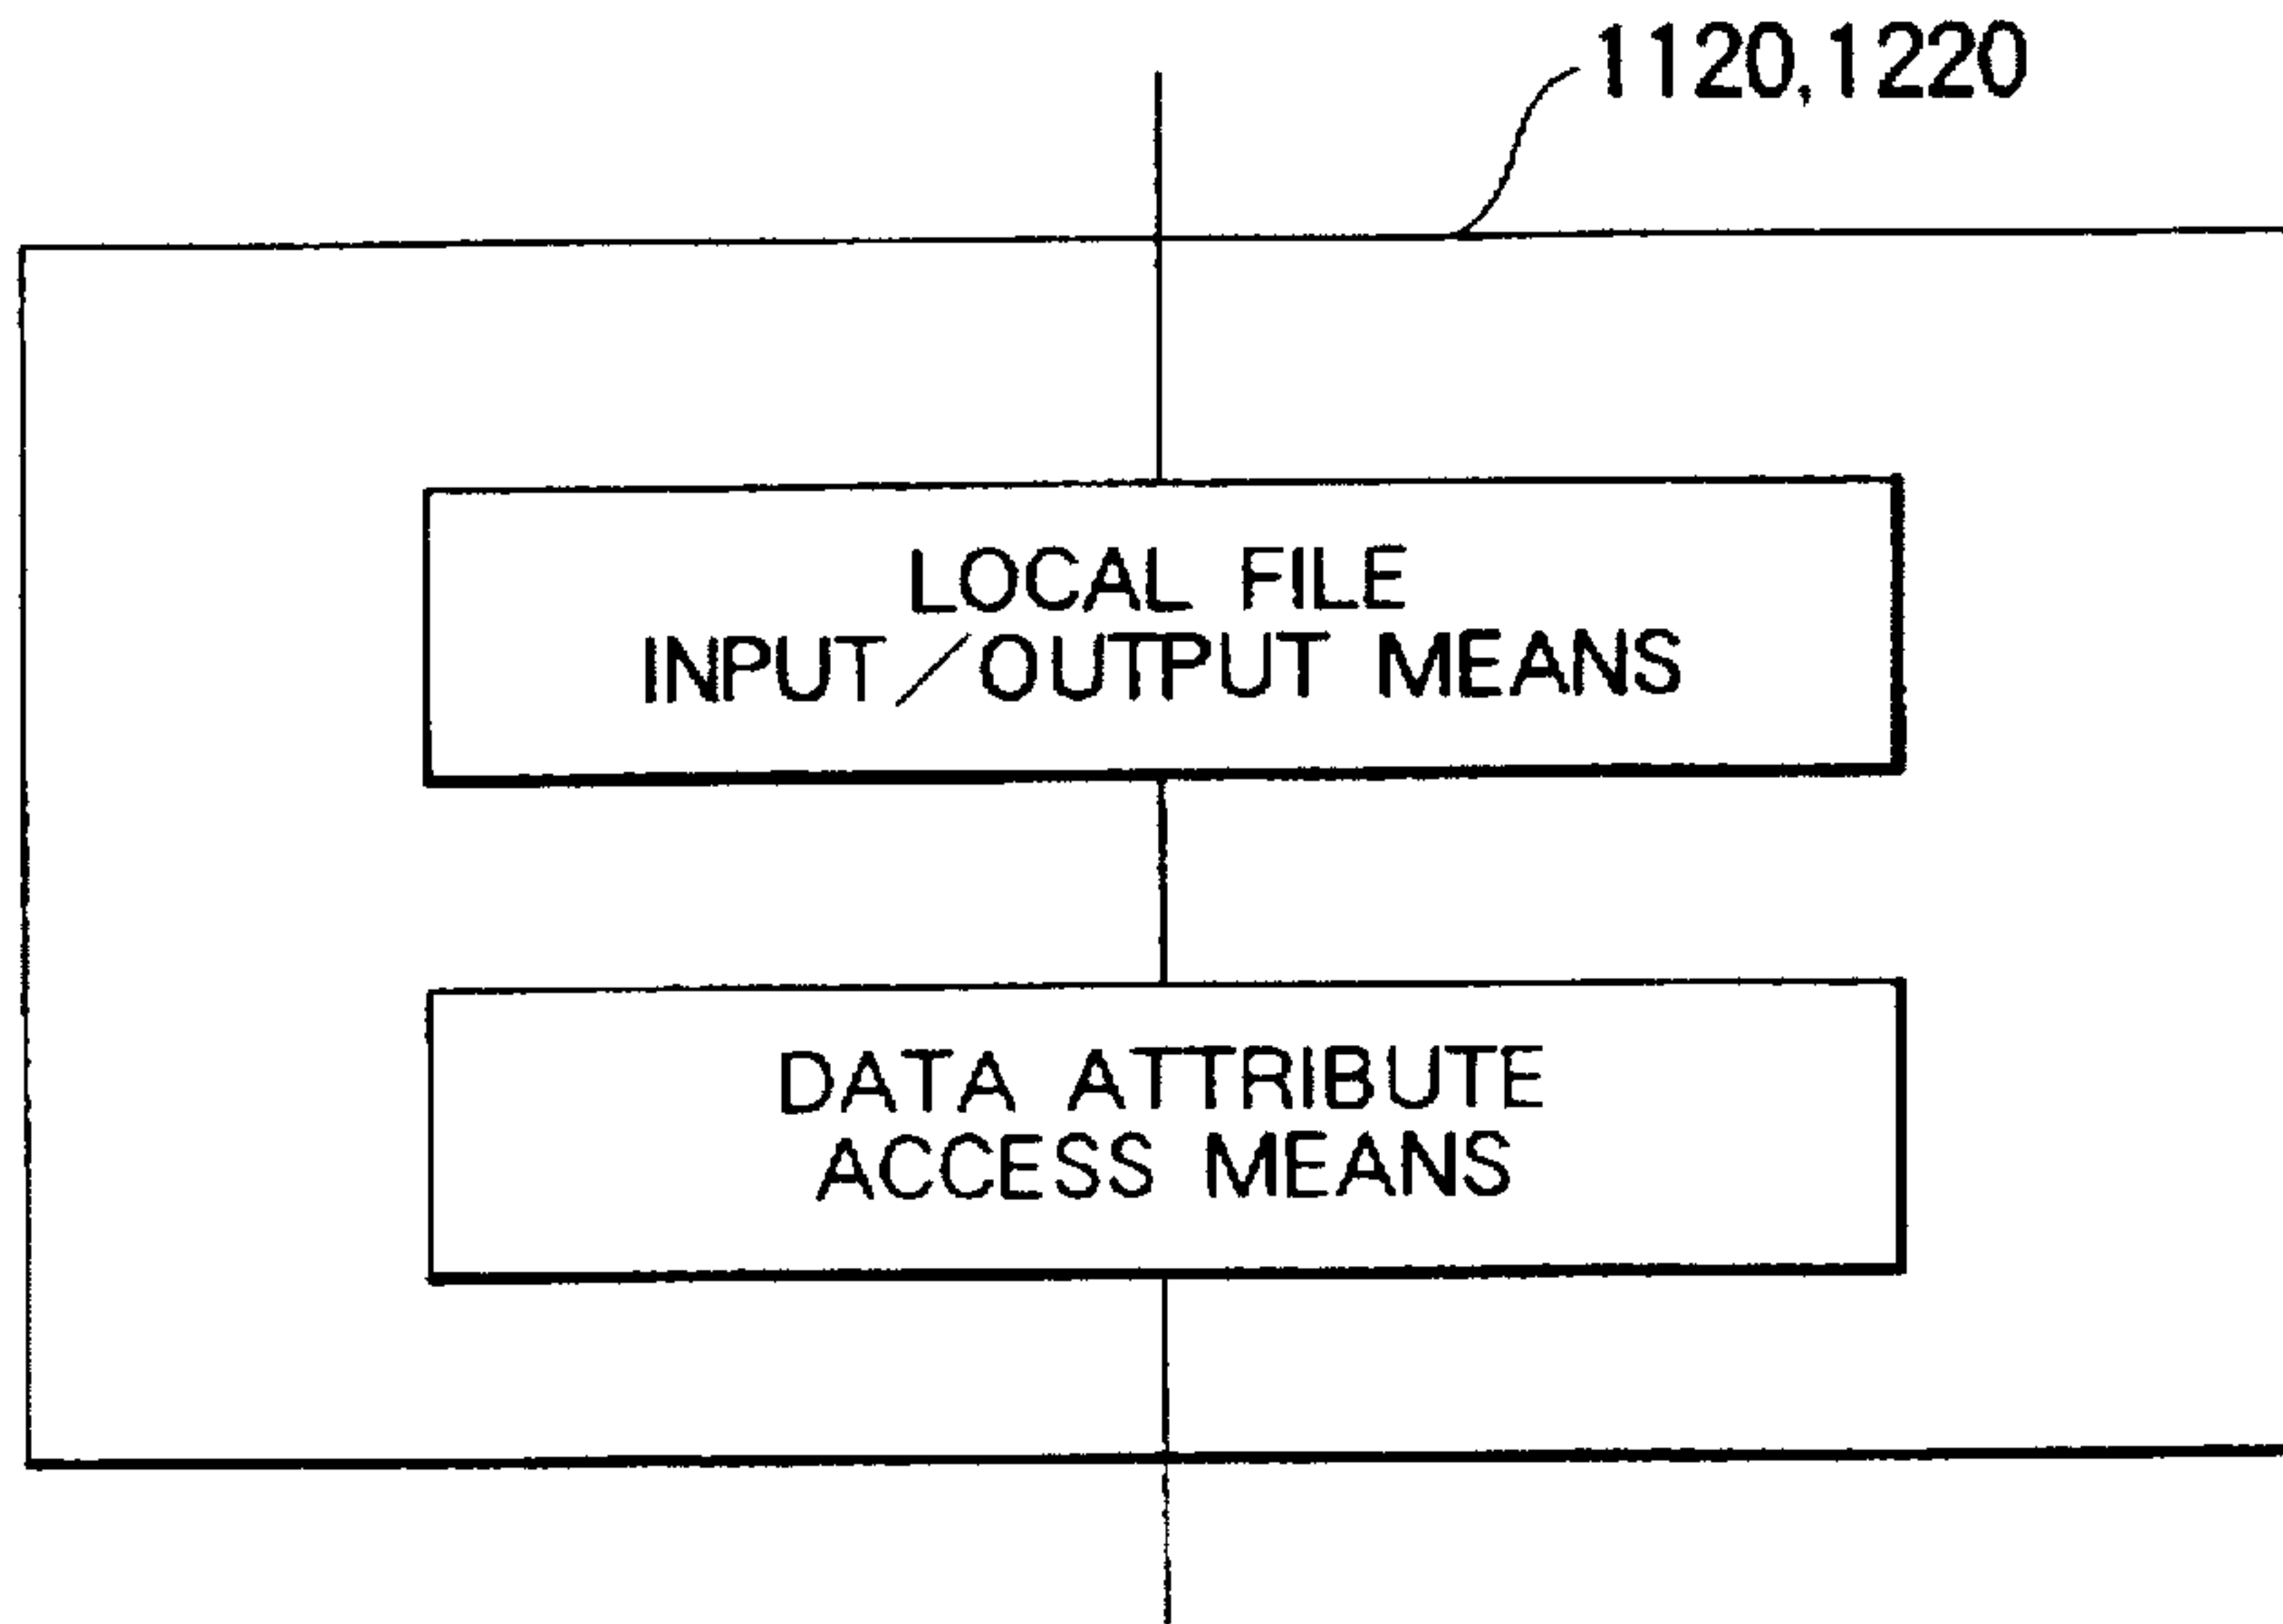 1120,1220
LOCAL FILE
INPUT/OUTPUT MEANS
DATA ATTRIBUTE
ACCESS MEANS